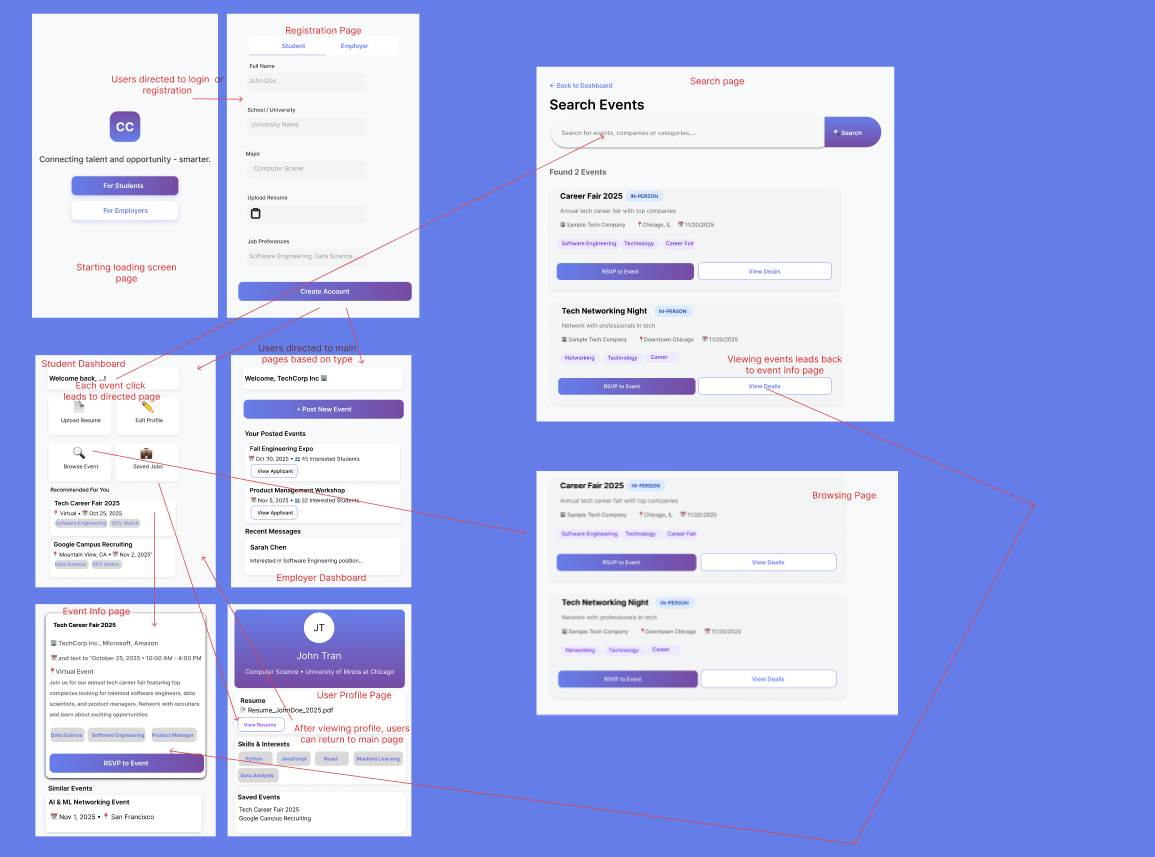 Users directed to login or
registration
CC
Connecting talent and opportunity - smarter.
For Students
For Employers
Starting loading screen
page
Registration Page
Student
Employer
Full Name
John Doe
School / University
University Name
Major
Computer Sciene
Upload Resume
Job Preferences
Software Engineering, Data Science...
Create Account
Search page
← Back to Dashboard
Search Events
Search for events, companies or categories,...
Search
Found 2 Events
Career Fair 2025 IN-PERSON
Annual tech career fair with top companies
Sample Tech Company Chicago, IL 11/20/2025
Software Engineering Technology Career Fair
RSVP to Event
View Deails
Tech Networking Night IN-PERSON
Network with professionals in tech
Sample Tech Company Downtown Chicago 11/20/2025
Networking Technology Career
Viewing events leads back
to event info page
RSVP to Event
View Deails
Student Dashboard
Welcome back, ...!
Each event click
leads to directed page
Upload Resume
Edit Profile
Browse Event
Saved Jobs
Recommended For You
Tech Career Fair 2025
Virtual • Oct 25, 2025
Software Engineering 95% Match
Google Campus Recruiting
Mountain View, CA • Nov 2, 2025"
Data Science 85% Match
Users directed to main
pages based on type
Welcome, TechCorp Inc
+ Post New Event
Your Posted Events
Fall Engineering Expo
Oct 30, 2025 • 45 Interested Students
View Applicant
Product Management Workshop
Nov 5, 2025 • 32 Interested Students
View Applicant
Recent Messages
Sarah Chen
Interested in Software Engineering position...
Employer Dashboard
Browsing Page
Career Fair 2025 IN-PERSON
Annual tech career fair with top companies
Sample Tech Company Chicago, IL 11/20/2025
Software Engineering Technology Career Fair
RSVP to Event
View Deails
Tech Networking Night IN-PERSON
Network with professionals in tech
Sample Tech Company Downtown Chicago 11/20/2025
Networking Technology Career
RSVP to Event
View Deails
Event Info page
Tech Career Fair 2025
TechCorp Inc., Microsoft, Amazon
and text to "October 25, 2025 • 10:00 AM - 4:00 PM
Virtual Event
Join us for our annual tech career fair featuring top
companies looking for talented software engineers, data
scientists, and product managers. Network with recruiters
and learn about exciting opportunities
Data Science Software Engineering Product Manager
RSVP to Event
Similar Events
AI & ML Networking Event
Nov 1, 2025 • San Francisco
JT
John Tran
Computer Science • University of Illinois at Chicago
User Profile Page
Resume
Resume_JohnDoe_2025.pdf
View Resume
After viewing profile, users
can return to main page
Skills & Interests
Python JavaScript React Machine Learning
Data Analysis
Saved Events
Tech Career Fair 2025
Google Campus Recruiting